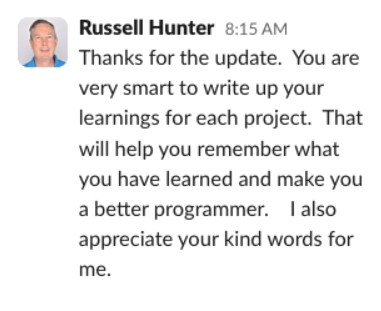 Russell Hunter 8:15 AM
Thanks for the update.  You are
very smart to write up your
learnings for each project.  That
will help you remember what
you have learned and make you
a better programmer.    I also
appreciate your kind words for
me.